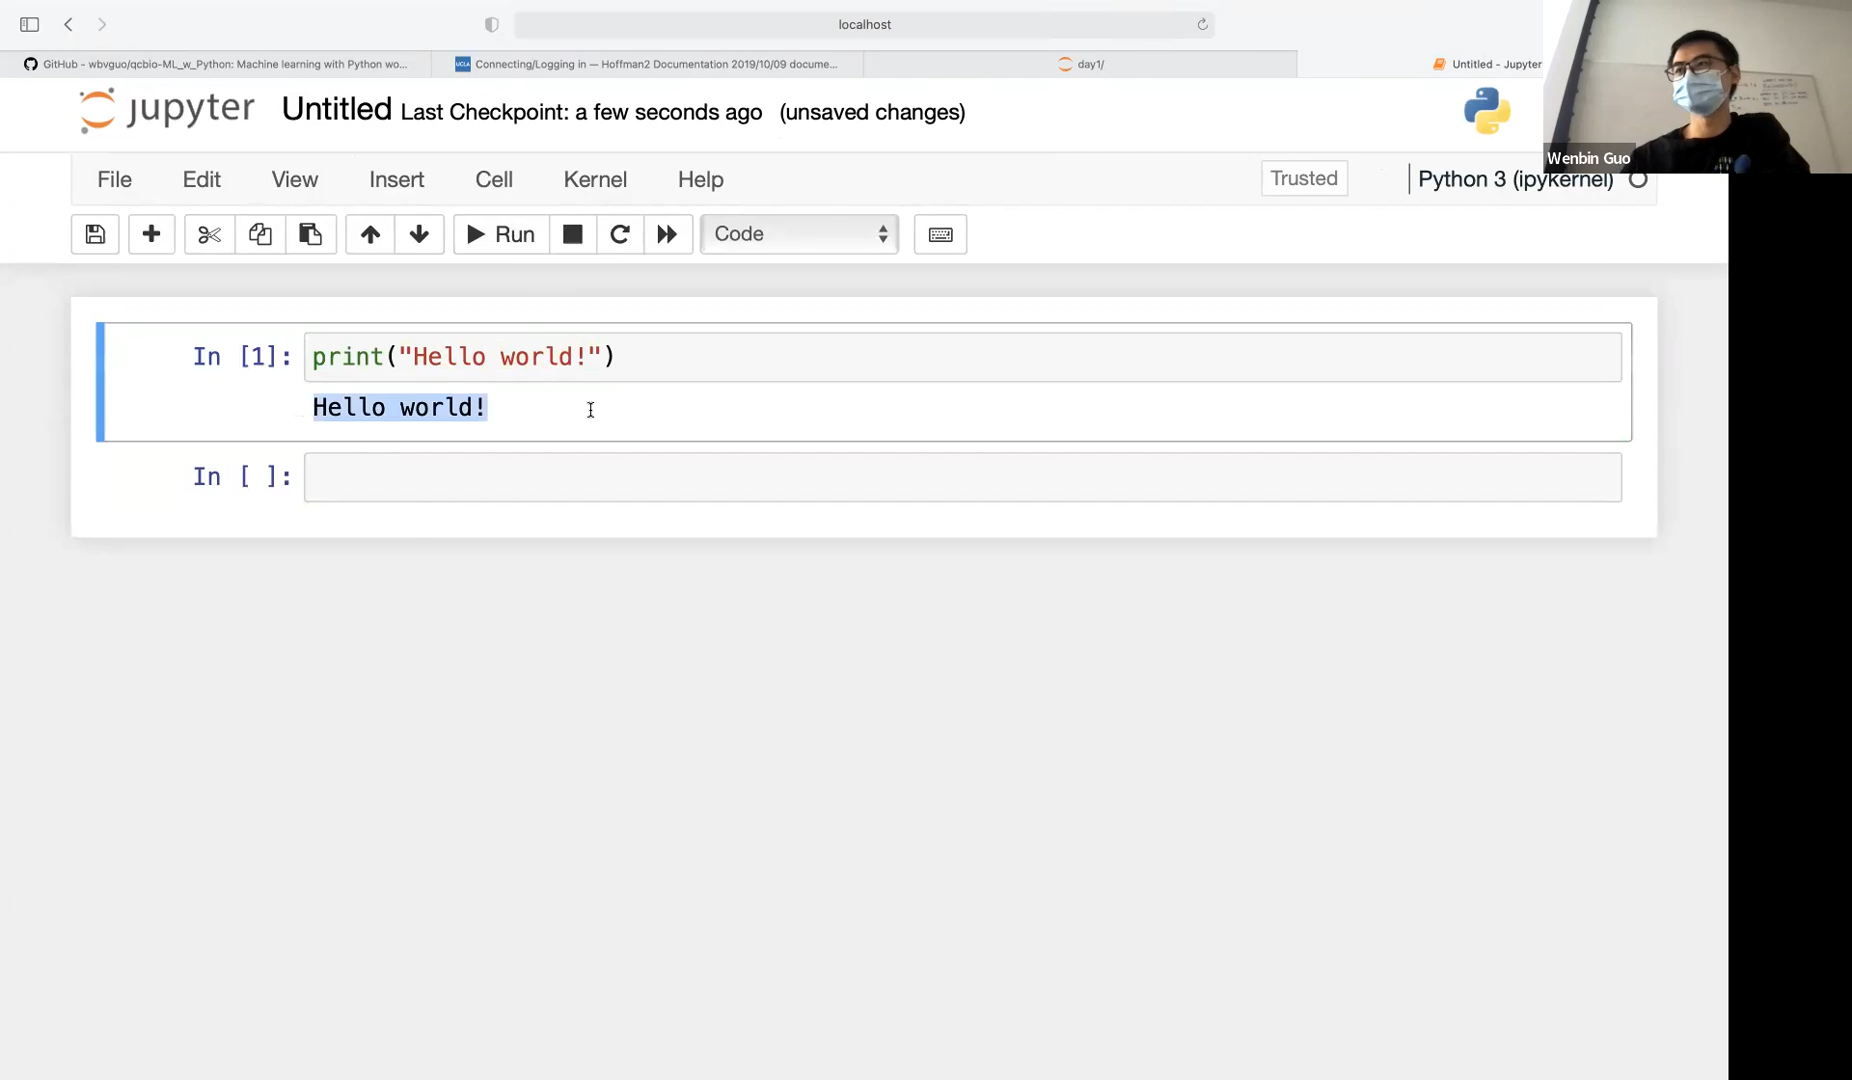 localhost
GitHub - wbvguo/qcbio-ML_w_Python: Machine learning with Python wo...
UCLA Connecting/Logging in — Hoffman2 Documentation 2019/10/09 docume...
day1/
Untitled - Jupyter
jupyter Untitled Last Checkpoint: a few seconds ago (unsaved changes)
Wenbin Guo
File Edit View Insert Cell Kernel Help Trusted Python 3 (ipykernel)
Run Code
In [1]: print("Hello world!")
Hello world!
In [ ]: